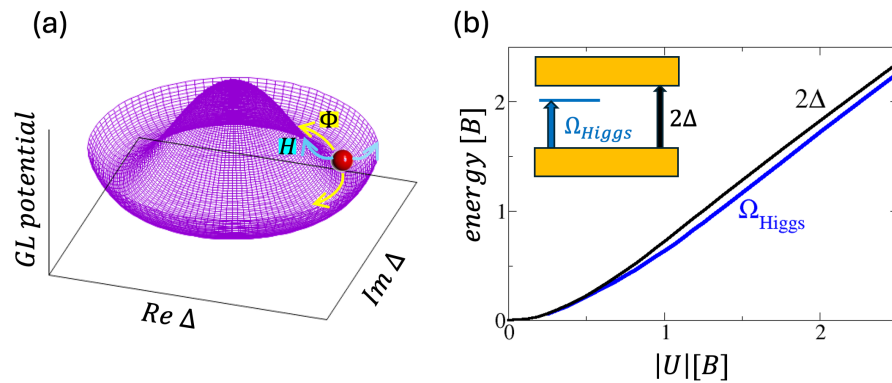 (a)
(b)
GL potential
Φ
H
Re Δ
Im Δ
energy [B]
2
1
0
2Δ
Ω_Higgs
2Δ
Ω_Higgs
0
1
2
|U|[B]